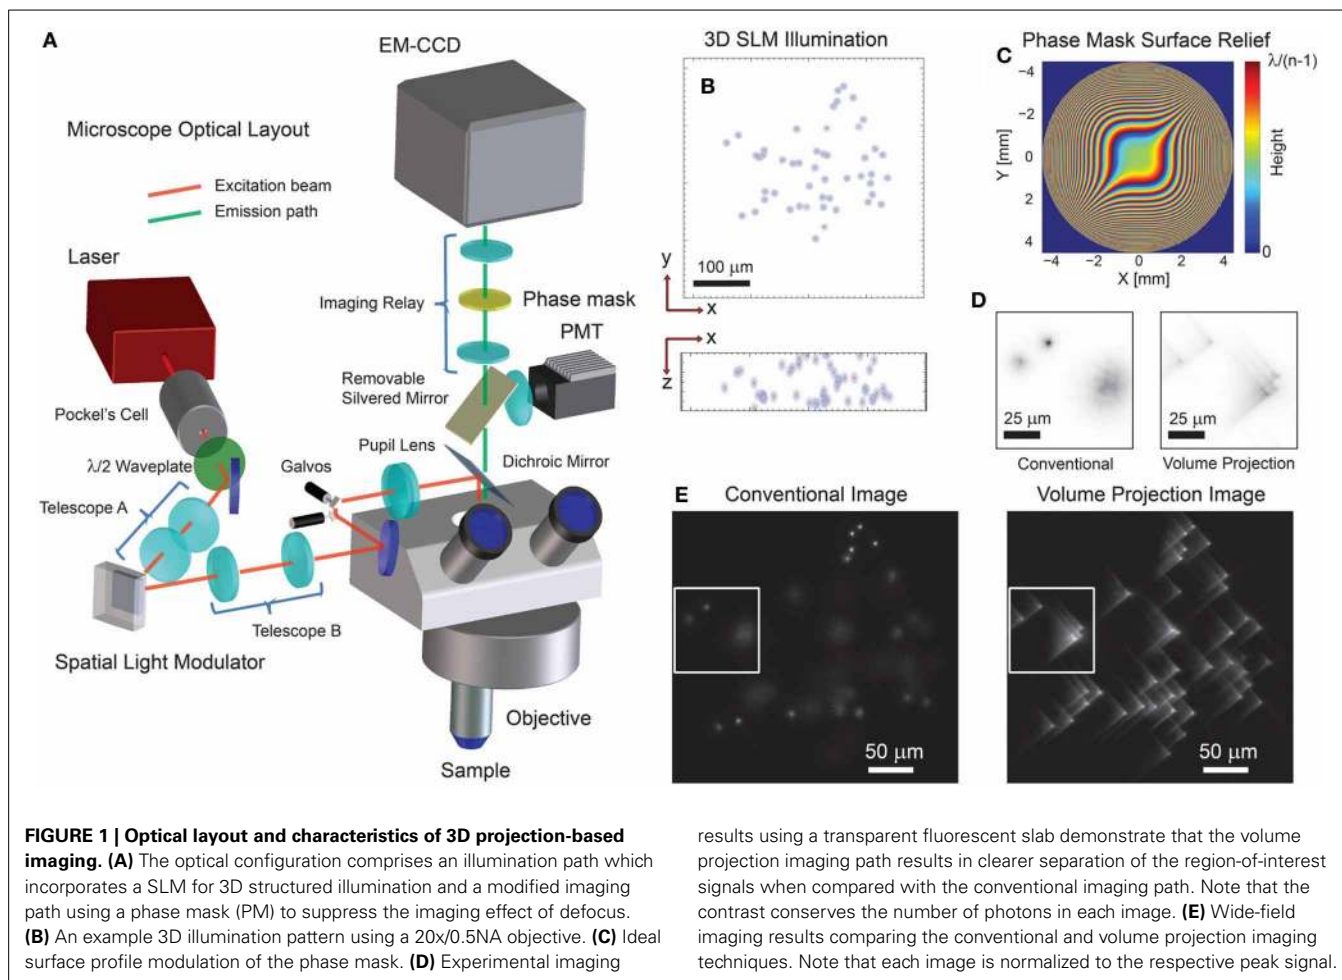 A
EM-CCD
Microscope Optical Layout
Excitation beam
Emission path
Laser
Imaging Relay
Phase mask
PMT
Removable
Silvered Mirror
Pockel's Cell
Pupil Lens
λ/2 Waveplate
Galvos
Dichroic Mirror
Telescope A
Telescope B
Spatial Light Modulator
Objective
Sample
3D SLM Illumination
B
100 μm
y
x
x
z
Phase Mask Surface Relief
C
λ/(n-1)
−4
−2
0
2
4
Y [mm]
Height
0
−4 −2 0 2 4
X [mm]
D
25 μm
25 μm
Conventional
Volume Projection
E
Conventional Image
Volume Projection Image
50 μm
50 μm
FIGURE 1 | Optical layout and characteristics of 3D projection-based
imaging. (A) The optical configuration comprises an illumination path which
incorporates a SLM for 3D structured illumination and a modified imaging
path using a phase mask (PM) to suppress the imaging effect of defocus.
(B) An example 3D illumination pattern using a 20x/0.5NA objective. (C) Ideal
surface profile modulation of the phase mask. (D) Experimental imaging
results using a transparent fluorescent slab demonstrate that the volume
projection imaging path results in clearer separation of the region-of-interest
signals when compared with the conventional imaging path. Note that the
contrast conserves the number of photons in each image. (E) Wide-field
imaging results comparing the conventional and volume projection imaging
techniques. Note that each image is normalized to the respective peak signal.